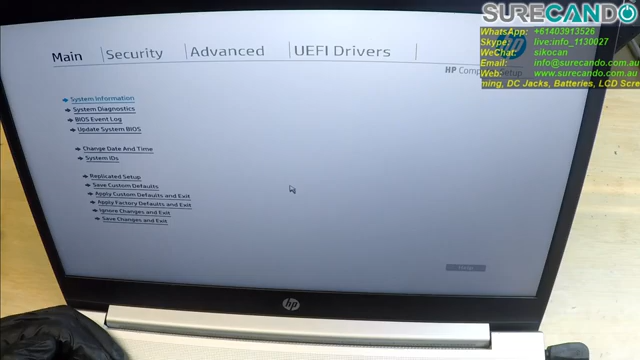 SURECANDO
WhatsApp: +61403913526
Skype: live:info_1130027
WeChat: sikocan
Email: info@surecando.com.au
Web: www.surecando.com.au
ning, DC Jacks, Batteries, LCD Scre
Main Security Advanced UEFI Drivers
HP
System Information
System Diagnostics
BIOS Event Log
Update System BIOS
Change Date And Time
System IDs
Replicated Setup
Save Custom Defaults
Apply Custom Defaults and Exit
Apply Factory Defaults and Exit
Ignore Changes and Exit
Save Changes and Exit
Help
hp